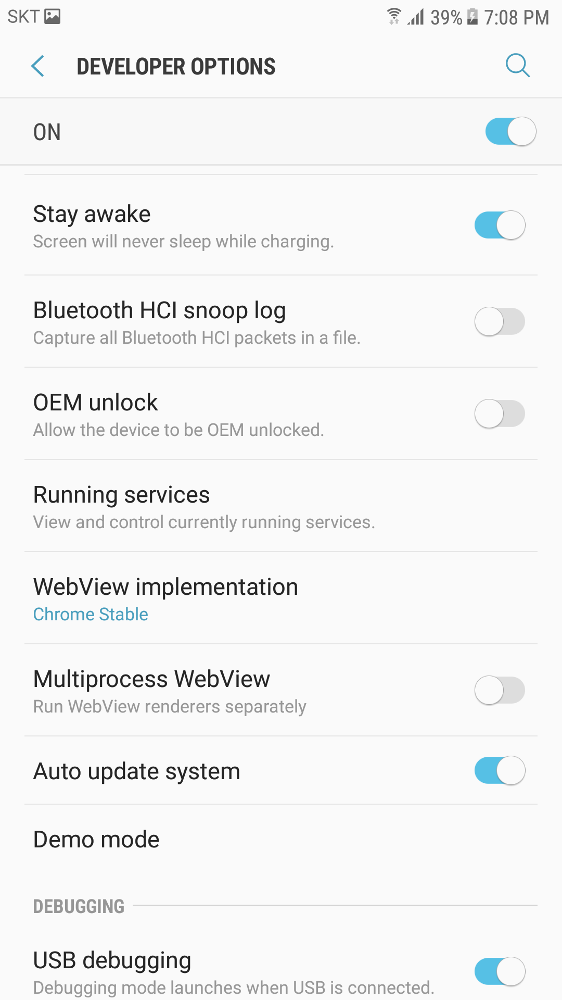 SKT 39% 7:08 PM
DEVELOPER OPTIONS
ON
Stay awake
Screen will never sleep while charging.
Bluetooth HCI snoop log
Capture all Bluetooth HCI packets in a file.
OEM unlock
Allow the device to be OEM unlocked.
Running services
View and control currently running services.
WebView implementation
Chrome Stable
Multiprocess WebView
Run WebView renderers separately
Auto update system
Demo mode
DEBUGGING
USB debugging
Debugging mode launches when USB is connected.